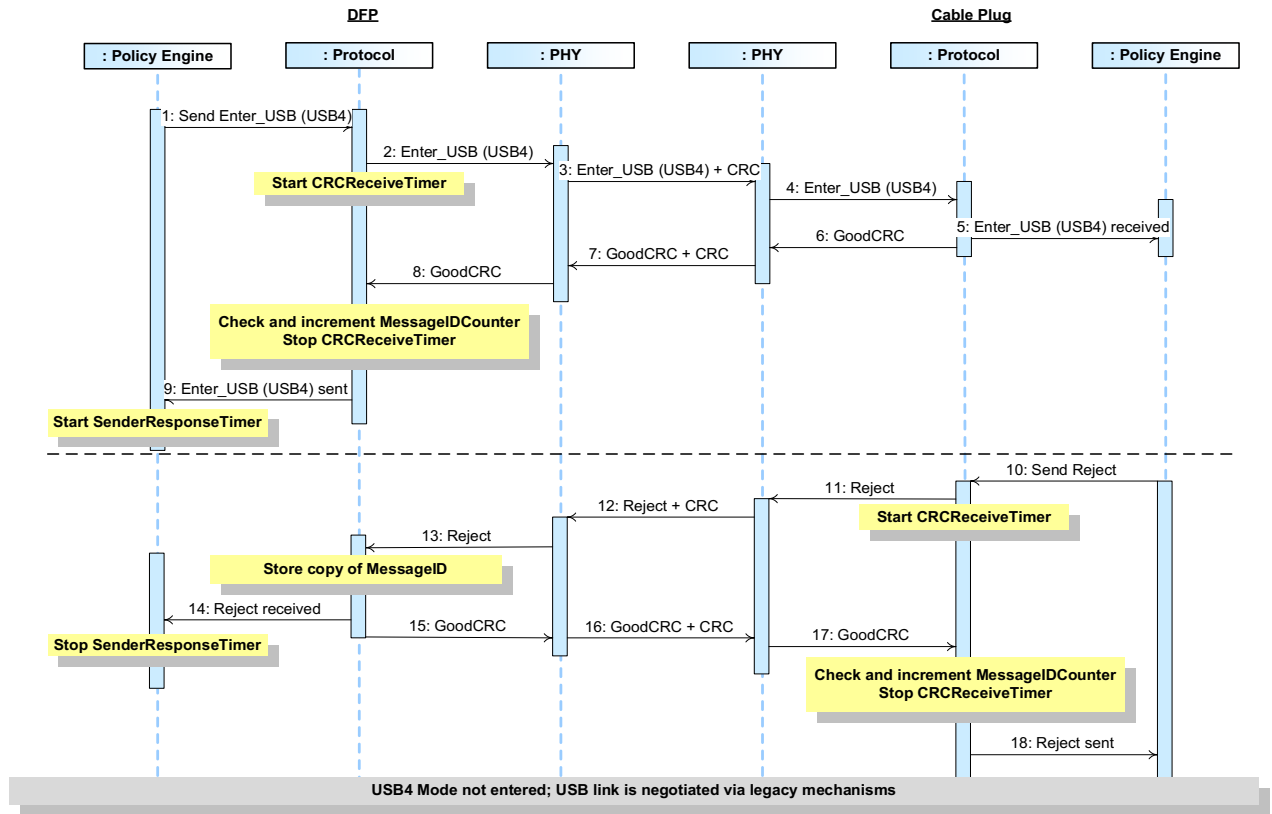 DFP
Cable Plug
: Policy Engine
: Protocol
: PHY
: PHY
: Protocol
: Policy Engine
1: Send Enter_USB (USB4)
2: Enter_USB (USB4)
Start CRCReceiveTimer
3: Enter_USB (USB4) + CRC
4: Enter_USB (USB4)
5: Enter_USB (USB4) received
6: GoodCRC
7: GoodCRC + CRC
8: GoodCRC
Check and increment MessageIDCounter
Stop CRCReceiveTimer
9: Enter_USB (USB4) sent
Start SenderResponseTimer
10: Send Reject
11: Reject
Start CRCReceiveTimer
12: Reject + CRC
13: Reject
Store copy of MessageID
14: Reject received
Stop SenderResponseTimer
15: GoodCRC
16: GoodCRC + CRC
17: GoodCRC
Check and increment MessageIDCounter
Stop CRCReceiveTimer
18: Reject sent
USB4 Mode not entered; USB link is negotiated via legacy mechanisms